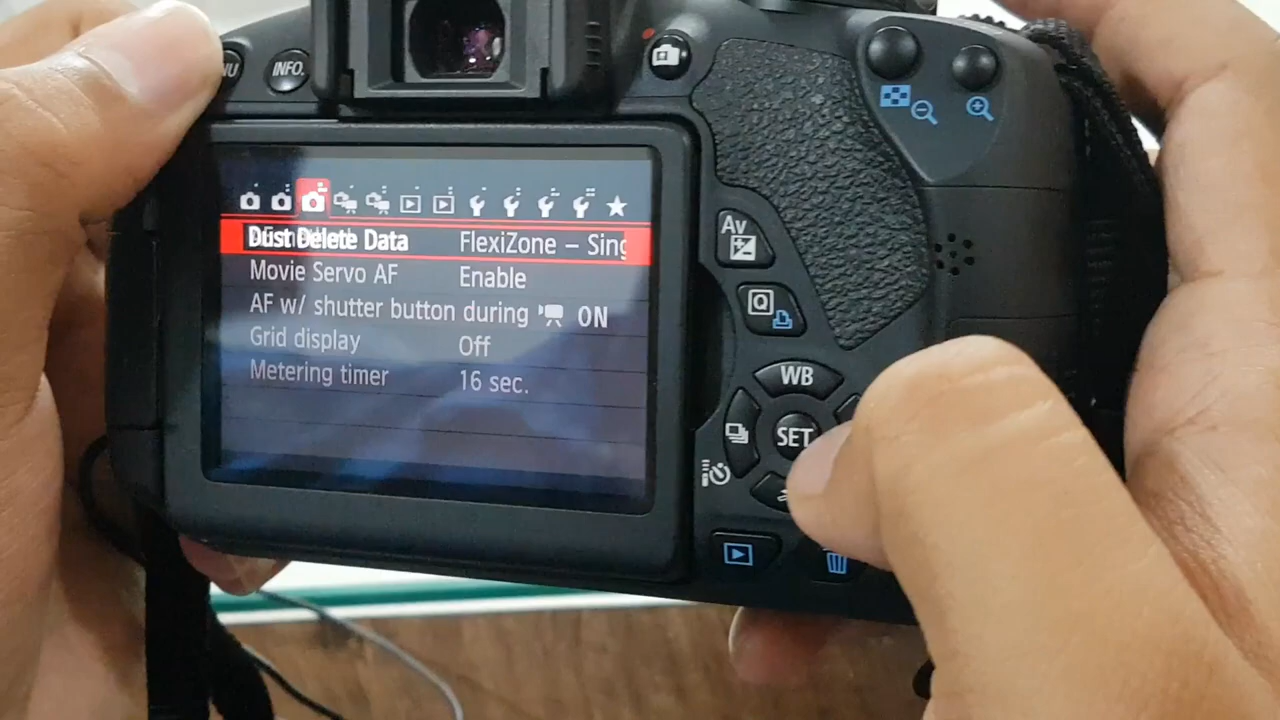 NU
INFO.
Av
Q
Dust Delete Data FlexiZone – Sing
Movie Servo AF Enable
AF w/ shutter button during ON
Grid display Off
Metering timer 16 sec.
WB
SET